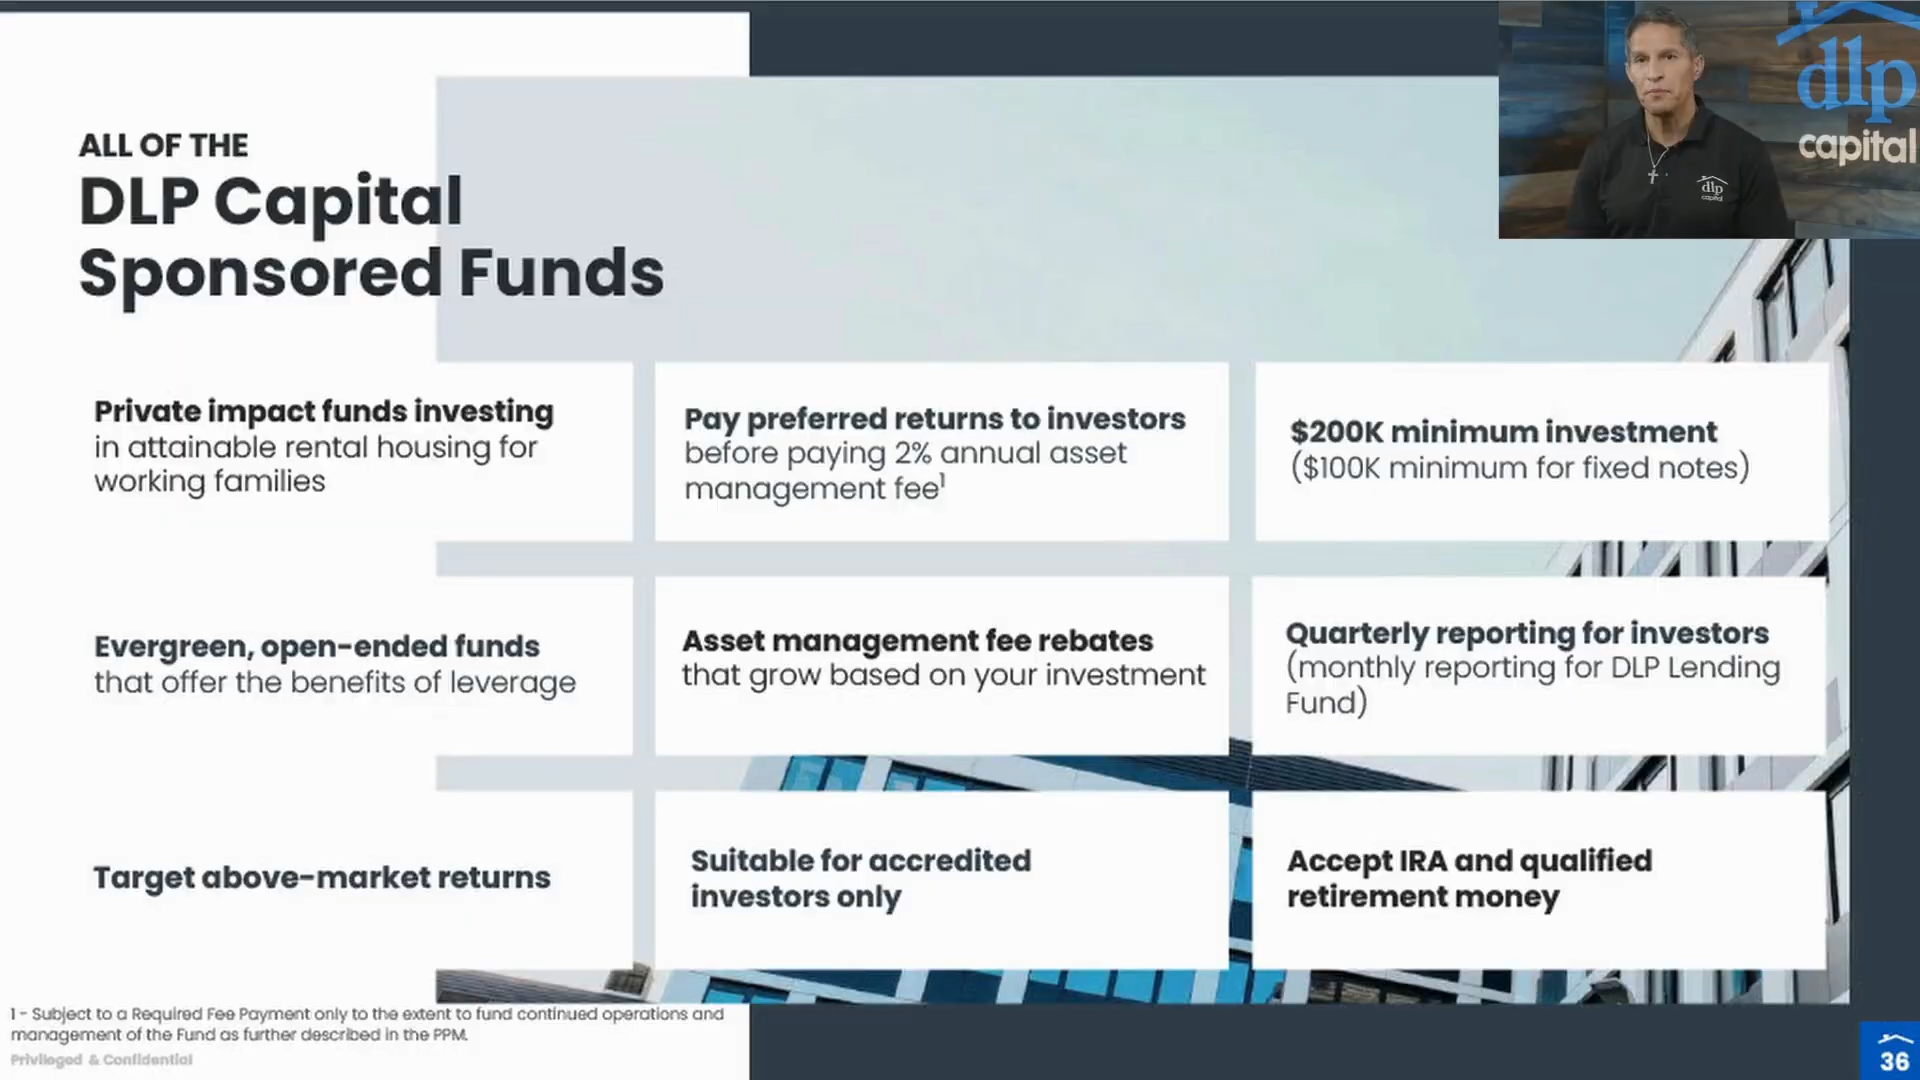 ALL OF THE
DLP Capital
Sponsored Funds
Private impact funds investing
in attainable rental housing for
working families
Pay preferred returns to investors
before paying 2% annual asset
management fee¹
$200K minimum investment
($100K minimum for fixed notes)
Evergreen, open-ended funds
that offer the benefits of leverage
Asset management fee rebates
that grow based on your investment
Quarterly reporting for investors
(monthly reporting for DLP Lending
Fund)
Target above-market returns
Suitable for accredited
investors only
Accept IRA and qualified
retirement money
1 - Subject to a Required Fee Payment only to the extent to fund continued operations and
management of the Fund as further described in the PPM.
Privileged & Confidential
36
dlp
capital
dlp
capital